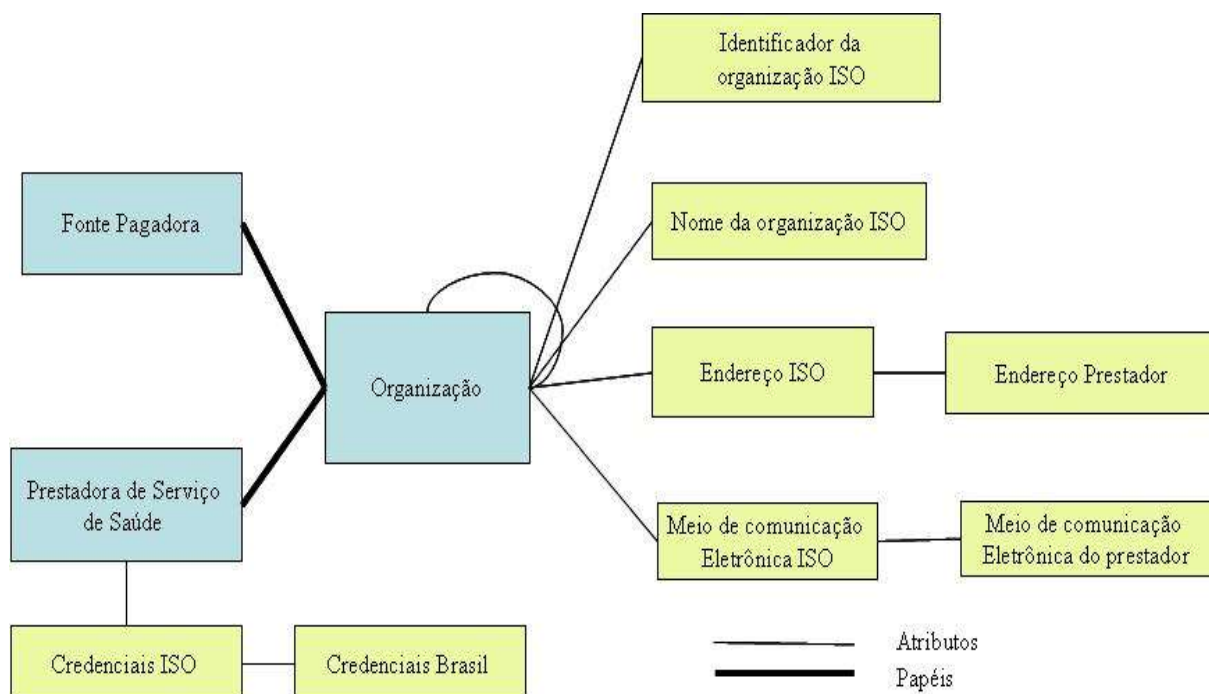 Identificador da
organização ISO
Fonte Pagadora
Nome da organização ISO
Organização
Endereço ISO
Endereço Prestador
Prestadora de Serviço
de Saúde
Meio de comunicação
Eletrônica ISO
Meio de comunicação
Eletrônica do prestador
Credenciais ISO
Credenciais Brasil
Atributos
Papéis